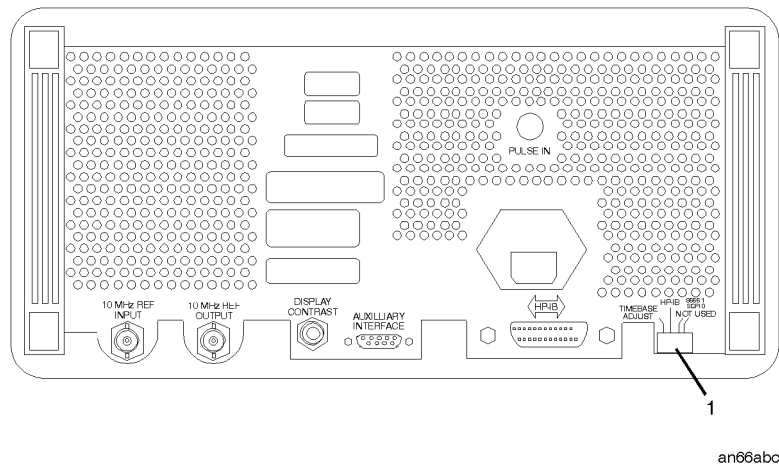 PULSE IN
10 MHz REF
INPUT
10 MHz REF
OUTPUT
DISPLAY
CONTRAST
AUXILLIARY
INTERFACE
HP-IB
TIMEBASE
ADJUST
HP-IB
NOT USED
1
an66abc